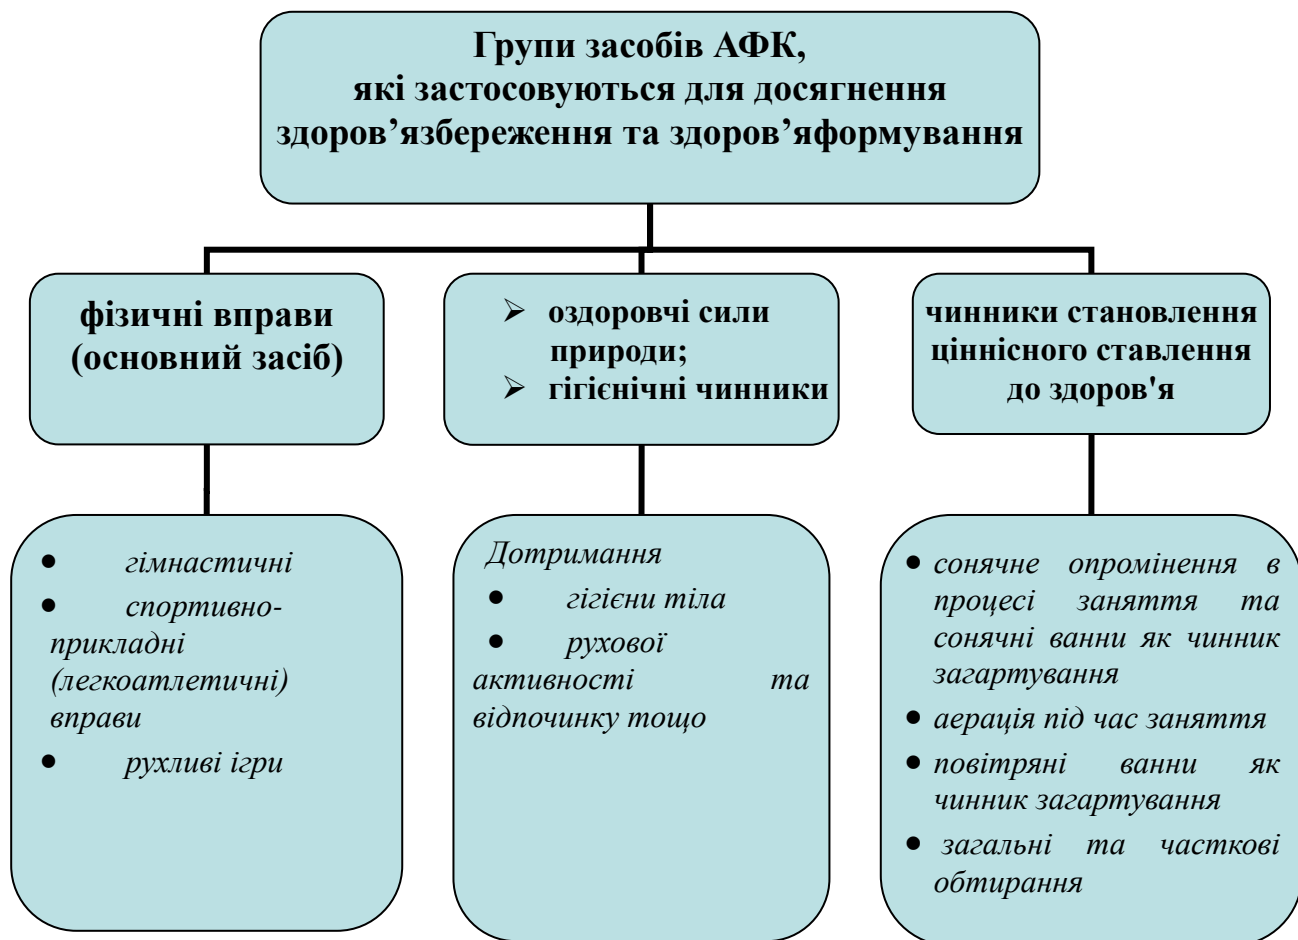 Групи засобів АФК,
які застосовуються для досягнення
здоров’язбереження та здоров’яформування
фізичні вправи
(основний засіб)
➢ оздоровчі сили
природи;
➢ гігієнічні чинники
чинники становлення
ціннісного ставлення
до здоров'я
● гімнастичні
● спортивно-
прикладні
(легкоатлетичні)
вправи
● рухливі ігри
Дотримання
● гігієни тіла
● рухової
активності та
відпочинку тощо
● сонячне опромінення в
процесі заняття та
сонячні ванни як чинник
загартування
● аерація під час заняття
● повітряні ванни як
чинник загартування
● загальні та часткові
обтирання